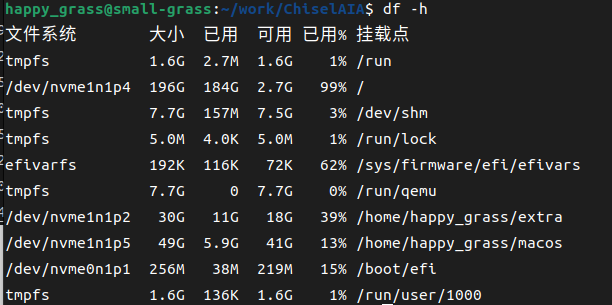 happy_grass@small-grass:~/work/ChiselAIA$ df -h
文件系统 大小 已用 可用 已用% 挂载点
tmpfs 1.6G 2.7M 1.6G 1% /run
/dev/nvme1n1p4 196G 184G 2.7G 99% /
tmpfs 7.7G 157M 7.5G 3% /dev/shm
tmpfs 5.0M 4.0K 5.0M 1% /run/lock
efivarfs 192K 116K 72K 62% /sys/firmware/efi/efivars
tmpfs 7.7G 0 7.7G 0% /run/qemu
/dev/nvme1n1p2 30G 11G 18G 39% /home/happy_grass/extra
/dev/nvme1n1p5 49G 5.9G 41G 13% /home/happy_grass/macos
/dev/nvme0n1p1 256M 38M 219M 15% /boot/efi
tmpfs 1.6G 136K 1.6G 1% /run/user/1000